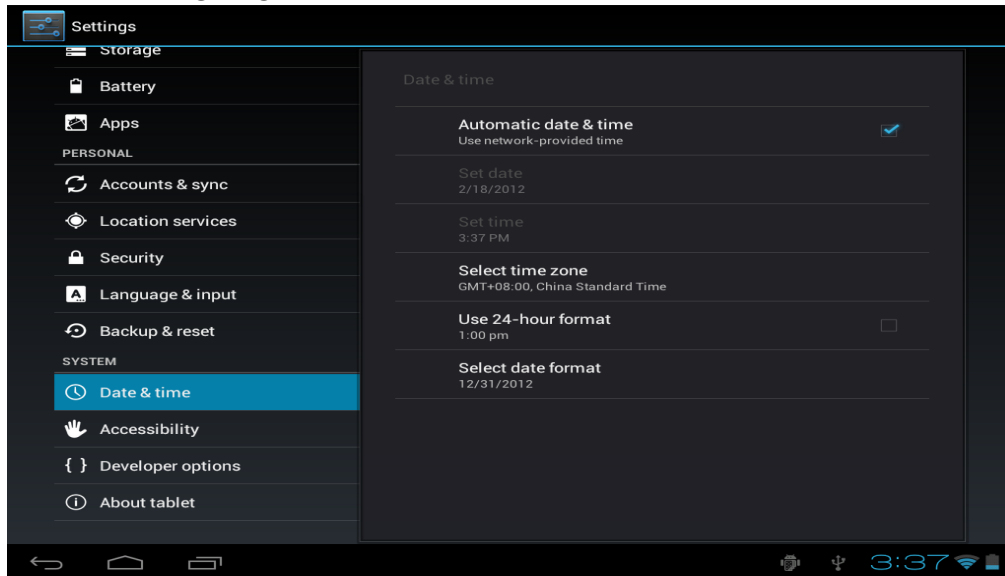 Settings
Storage
Battery
Apps
PERSONAL
Accounts & sync
Location services
Security
Language & input
Backup & reset
SYSTEM
Date & time
Accessibility
{ } Developer options
About tablet
Date & time
Automatic date & time
Use network-provided time
Set date
2/18/2012
Set time
3:37 PM
Select time zone
GMT+08:00, China Standard Time
Use 24-hour format
1:00 pm
Select date format
12/31/2012
3:37